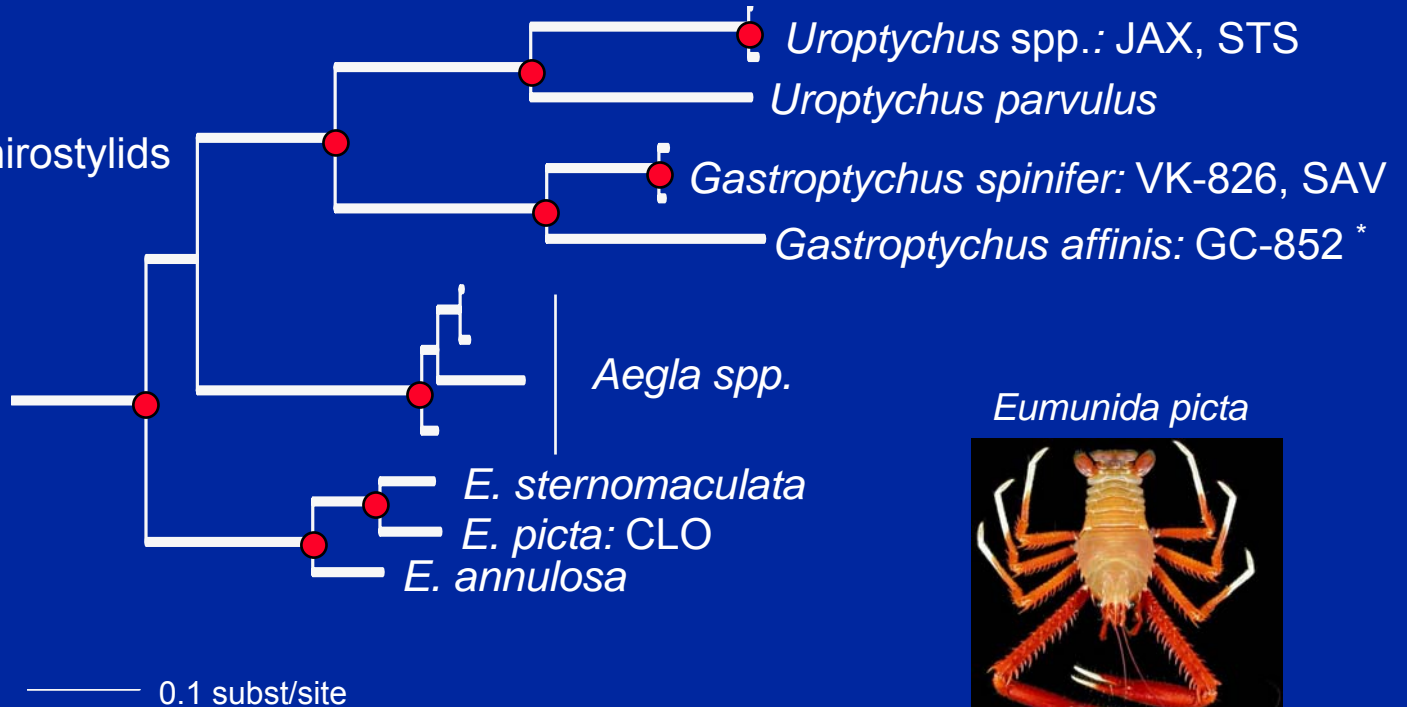 Uroptychus spp.: JAX, STS
Uroptychus parvulus
nirostylids
Gastroptychus spinifer: VK-826, SAV
Gastroptychus affinis: GC-852 *
Aegla spp.
Eumunida picta
E. sternomaculata
E. picta: CLO
E. annulosa
0.1 subst/site